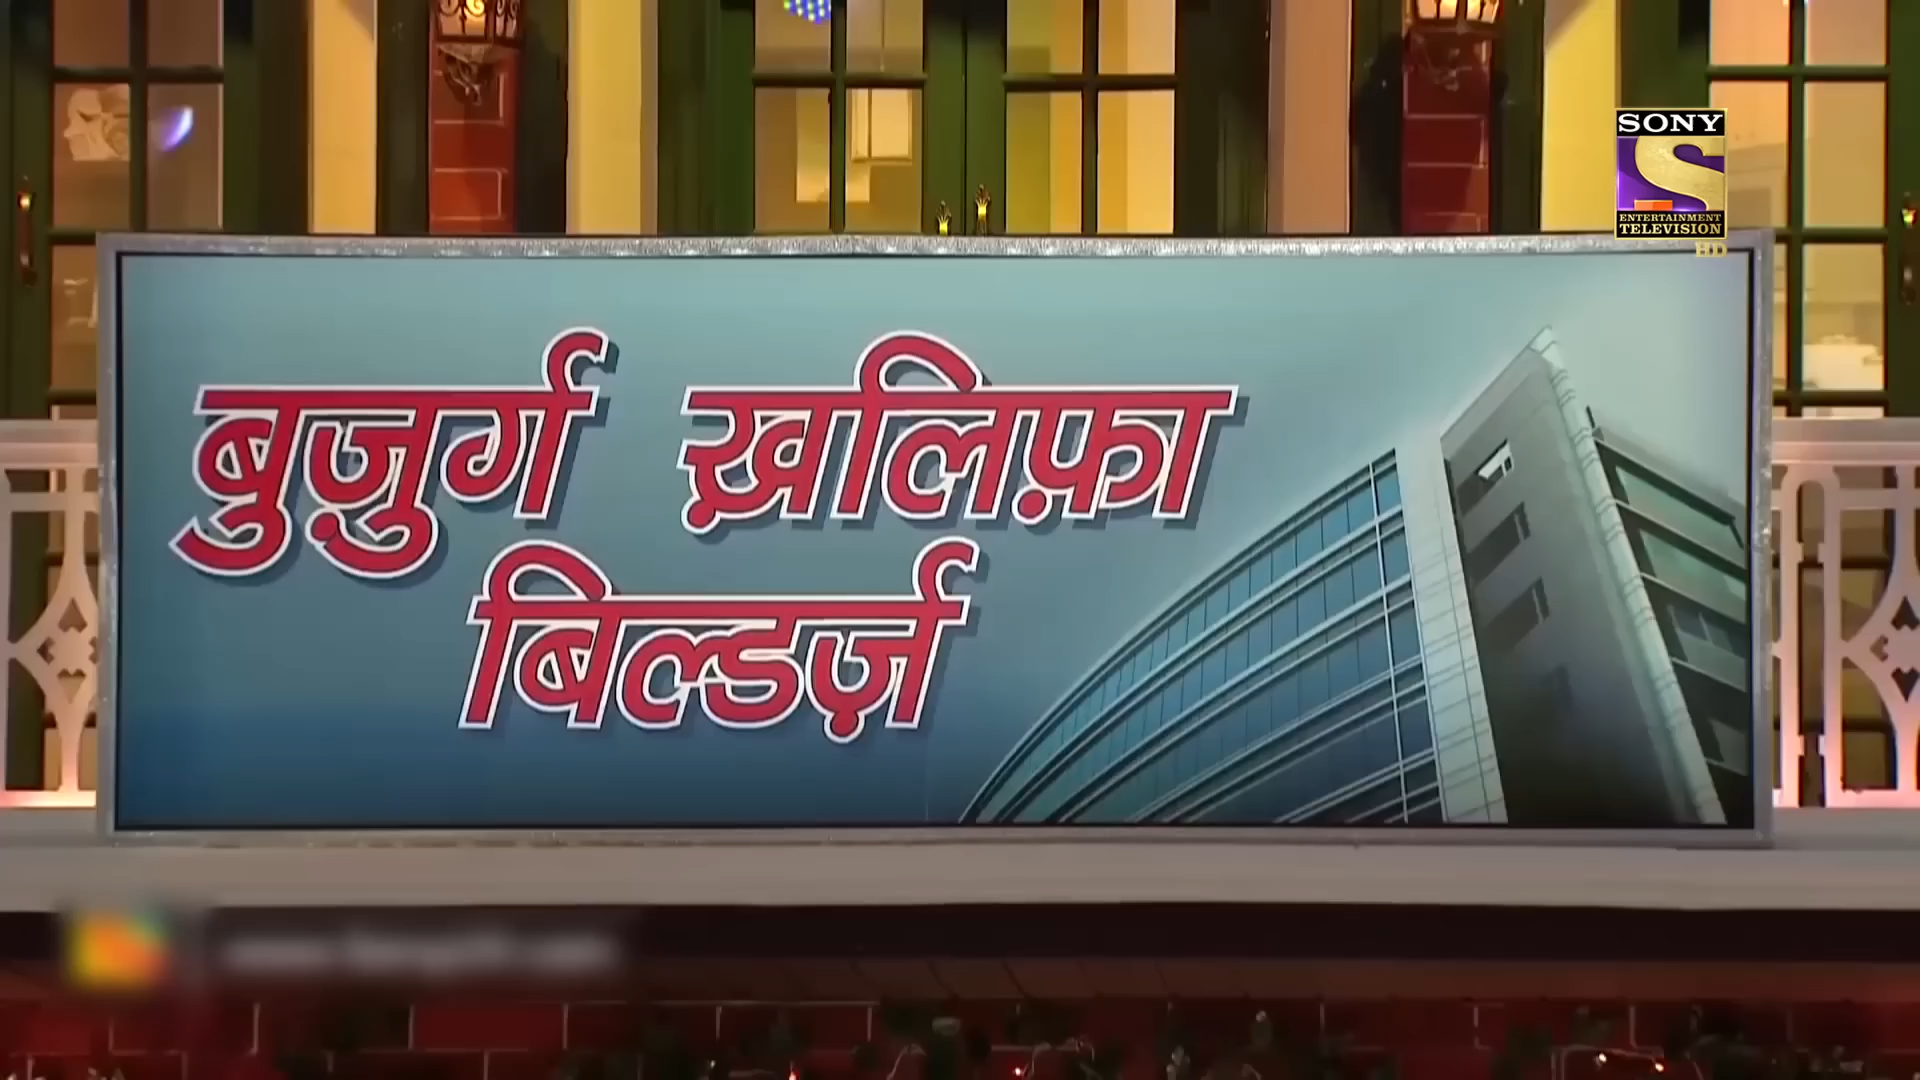 SONY
ENTERTAINMENT
TELEVISION
HD
बुज़ुर्ग ख़लिफ़ा
बिल्डर्ज़